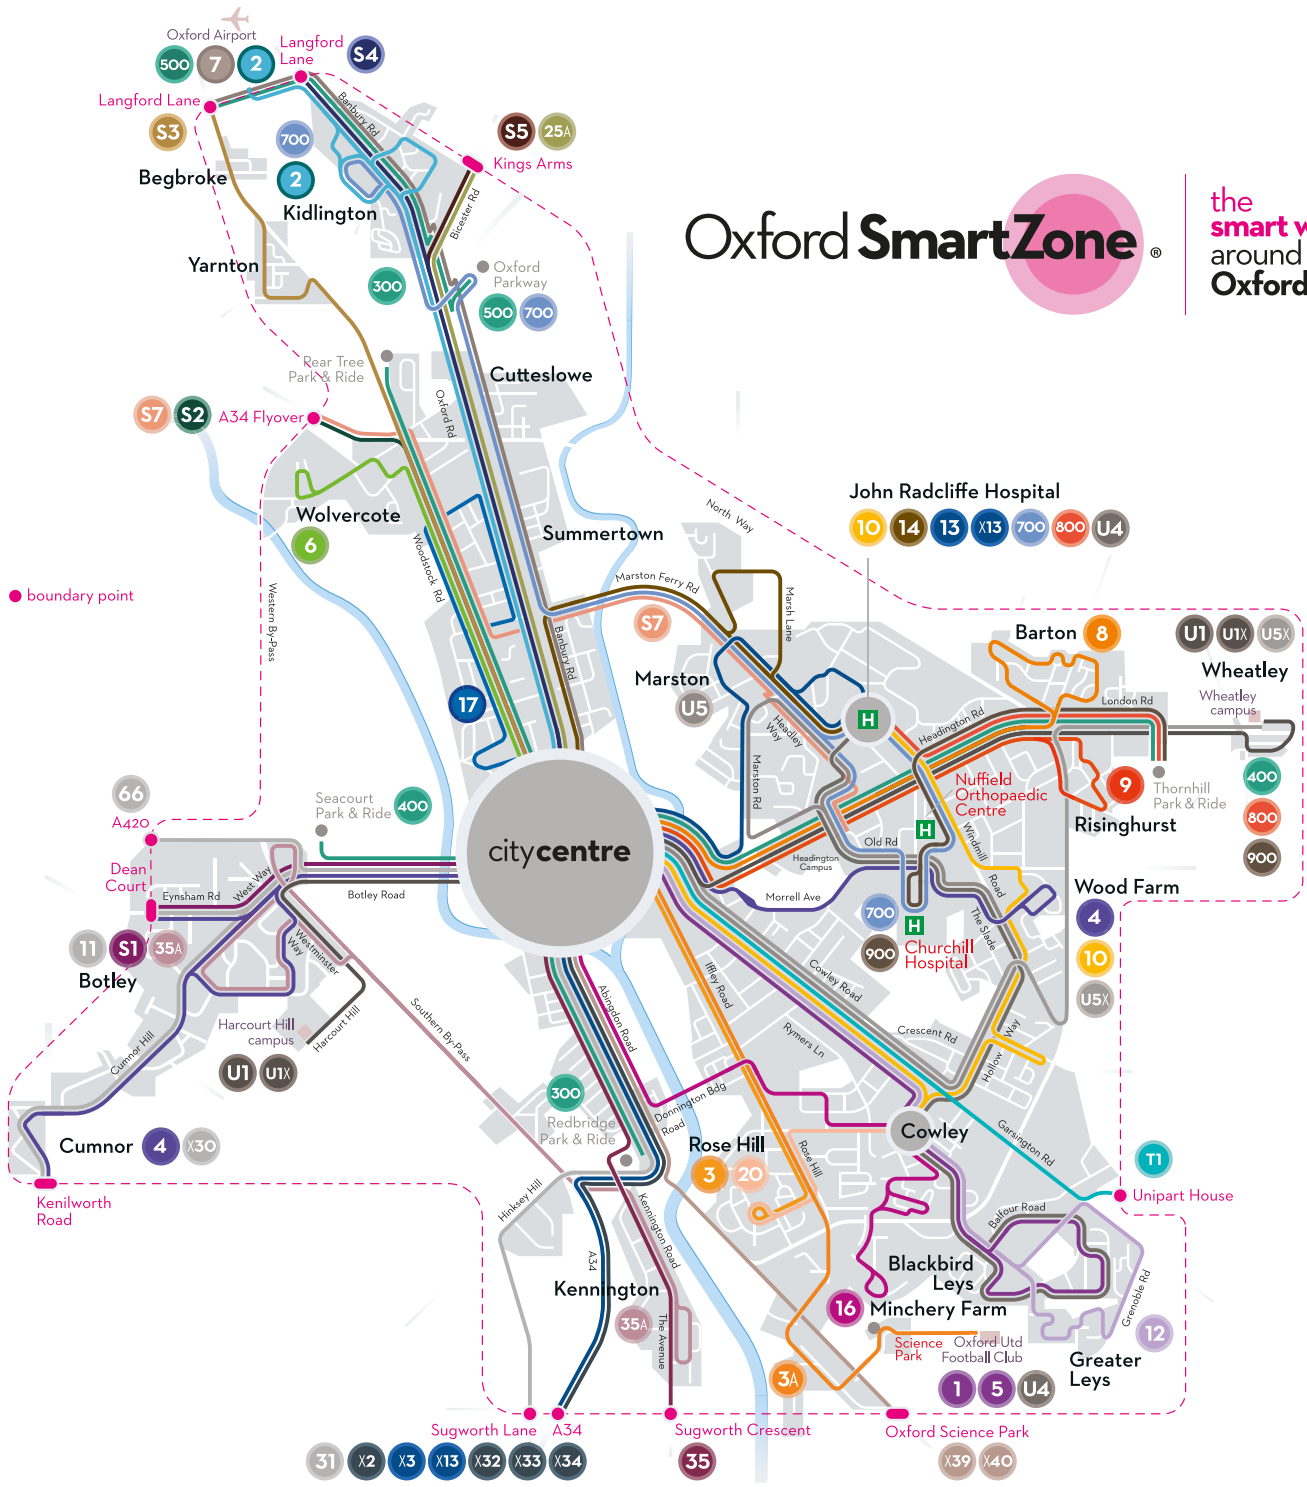 Oxford Airport
500
7
2
Langford
Lane
S4
Langford Lane
S3
Banbury Rd
700
2
S5
25A
Kings Arms
Begbroke
Kidlington
Bicester Rd
Yarnton
300
Oxford
Parkway
500
700
Oxford SmartZone ®
the
smart w
around
Oxford
Pear Tree
Park & Ride
Cutteslowe
Oxford Rd
S7
S2
A34 Flyover
Wolvercote
6
Woodstock Rd
Summertown
North Way
John Radcliffe Hospital
10
14
13
X13
700
800
U4
boundary point
Western By-Pass
Marston Ferry Rd
Marsh Lane
S7
Banbury Rd
Marston
U5
17
H
Headley
Way
Marston Rd
Barton
8
U1
U1X
U5X
Wheatley
Wheatley
campus
London Rd
Headington Rd
Nuffield
Orthopaedic
Centre
9
Thornhill
Park & Ride
400
800
900
Risinghurst
66
A420
Seacourt
Park & Ride
400
citycentre
H
Old Rd
Windmill
Road
Headington
Campus
Dean
Court
Eynsham Rd
West Way
Botley Road
Morrell Ave
Wood Farm
4
10
U5X
The Slade
700
900
H
Churchill
Hospital
11
S1
35A
Botley
Westminster
Way
Harcourt Hill
campus
Harcourt Hill
U1
U1X
Cumnor Hill
Southern By-Pass
Abingdon Road
Iffley Road
Cowley Road
Rymers Ln
Crescent Rd
Hollow Way
300
Redbridge
Park & Ride
Donnington Bdg
Road
Cumnor
4
X30
Kenilworth
Road
Rose Hill
3
20
Rose Hill
Cowley
Garsington Rd
T1
Unipart House
Hinksey Hill
A34
Kennington Road
Kennington
35A
The Avenue
Balfour Road
Blackbird
Leys
Grenoble Rd
16
Minchery Farm
Science
Park
Oxford Utd
Football Club
12
Greater
Leys
3A
1
5
U4
Sugworth Lane
A34
Sugworth Crescent
Oxford Science Park
31
X2
X3
X13
X32
X33
X34
35
X39
X40